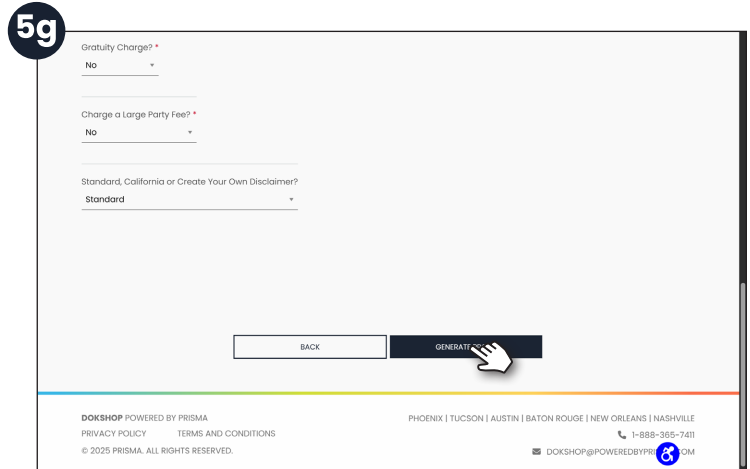 5g
Gratuity Charge? *
No
Charge a Large Party Fee? *
No
Standard, California or Create Your Own Disclaimer?
Standard
BACK
GENERATE
DOKSHOP POWERED BY PRISMA
PRIVACY POLICY TERMS AND CONDITIONS
© 2025 PRISMA. ALL RIGHTS RESERVED.
PHOENIX | TUCSON | AUSTIN | BATON ROUGE | NEW ORLEANS | NASHVILLE
1-888-365-7411